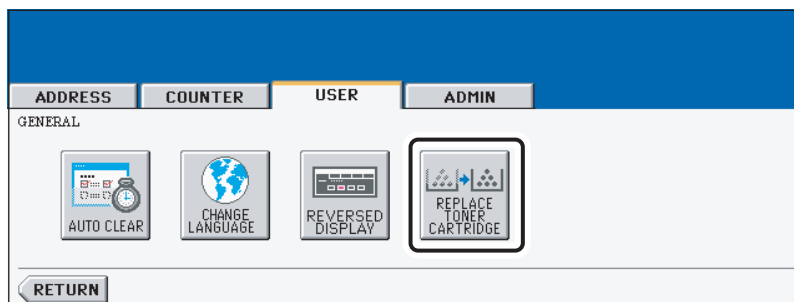 ADDRESS COUNTER USER ADMIN
GENERAL
AUTO CLEAR
CHANGE
LANGUAGE
REVERSED
DISPLAY
REPLACE
TONER
CARTRIDGE
RETURN